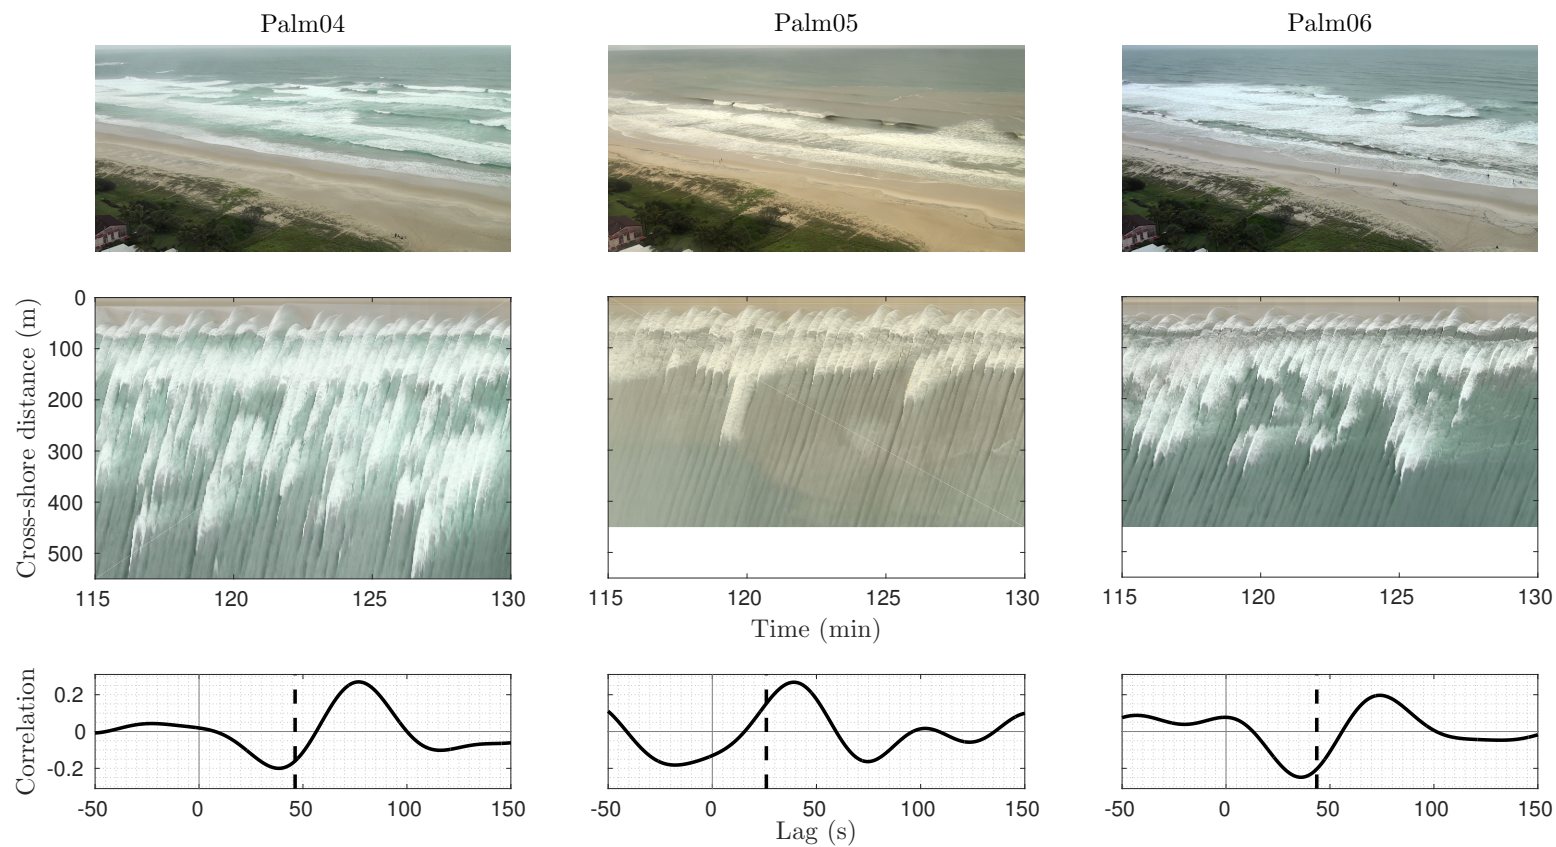 Palm04 Palm05 Palm06
Cross-shore distance (m)
0
100
200
300
400
500
115 120 125 130 115 120 125 130 115 120 125 130
Time (min)
Correlation
0.2
0
-0.2
-50 0 50 100 150 -50 0 50 100 150 -50 0 50 100 150
Lag (s)